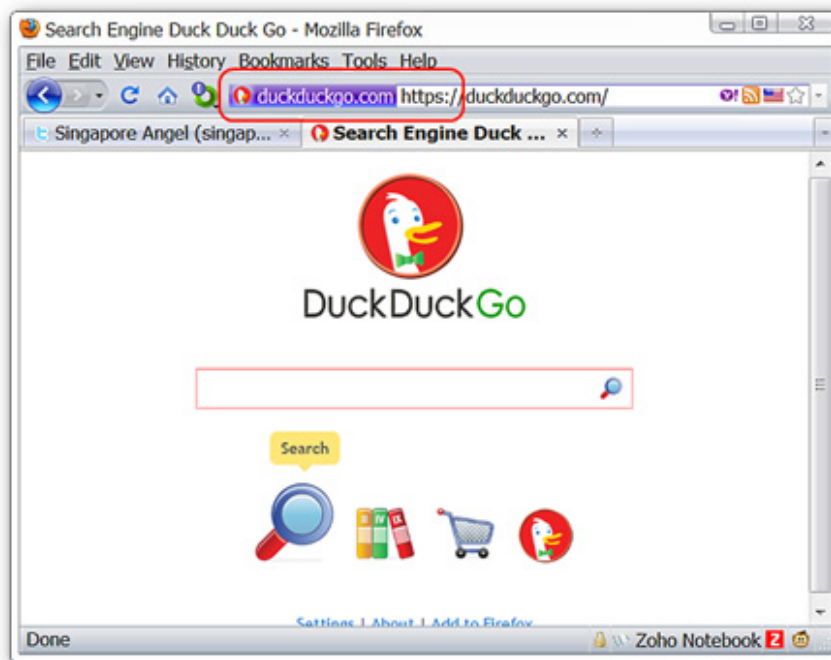 Search Engine Duck Duck Go - Mozilla Firefox
File Edit View History Bookmarks Tools Help
duckduckgo.com https://duckduckgo.com/
Singapore Angel (singap... × Search Engine Duck ... ×
DuckDuckGo
Search
Settings | About | Add to Firefox
Done Zoho Notebook 2